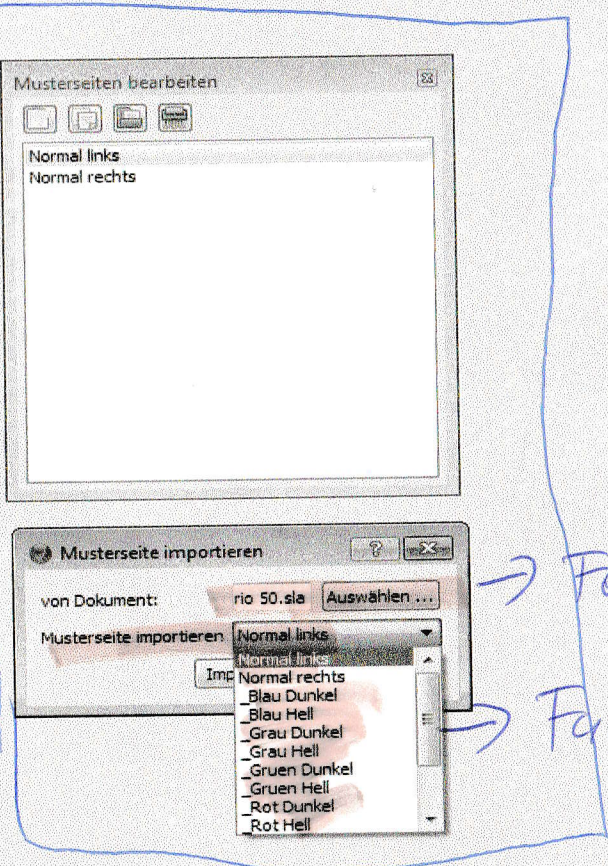 Musterseiten bearbeiten
Normal links
Normal rechts
Musterseite importieren
von Dokument: rio 50.sla Auswählen ...
Musterseite importieren Normal links
Normal links
Imp
Normal rechts
_Blau Dunkel
_Blau Hell
_Grau Dunkel
_Grau Hell
_Gruen Dunkel
_Gruen Hell
_Rot Dunkel
_Rot Hell